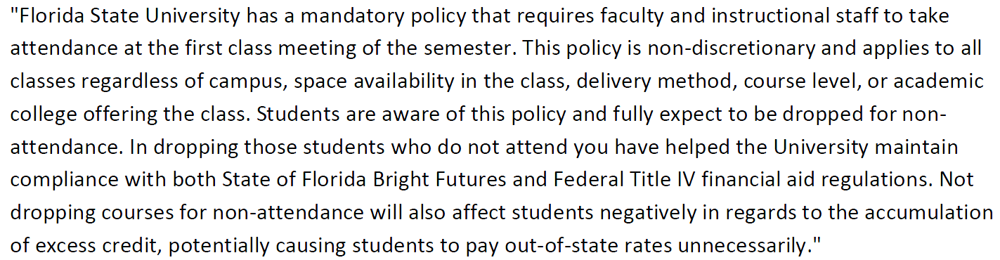 "Florida State University has a mandatory policy that requires faculty and instructional staff to take
attendance at the first class meeting of the semester. This policy is non-discretionary and applies to all
classes regardless of campus, space availability in the class, delivery method, course level, or academic
college offering the class. Students are aware of this policy and fully expect to be dropped for non-
attendance. In dropping those students who do not attend you have helped the University maintain
compliance with both State of Florida Bright Futures and Federal Title IV financial aid regulations. Not
dropping courses for non-attendance will also affect students negatively in regards to the accumulation
of excess credit, potentially causing students to pay out-of-state rates unnecessarily."